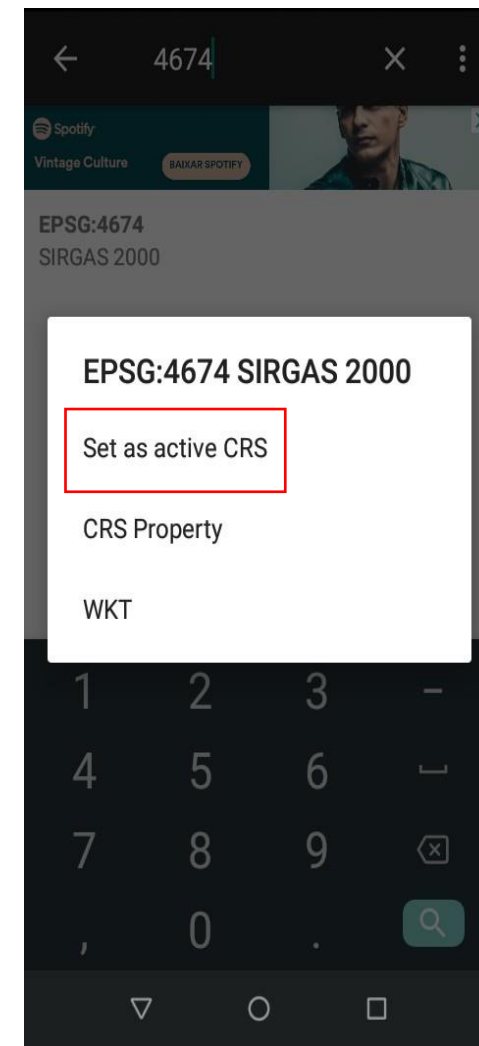 4674
Spotify
Vintage Culture
BAIXAR SPOTIFY
EPSG:4674
SIRGAS 2000
EPSG:4674 SIRGAS 2000
Set as active CRS
CRS Property
WKT
1 2 3 -
4 5 6
7 8 9
, 0 .